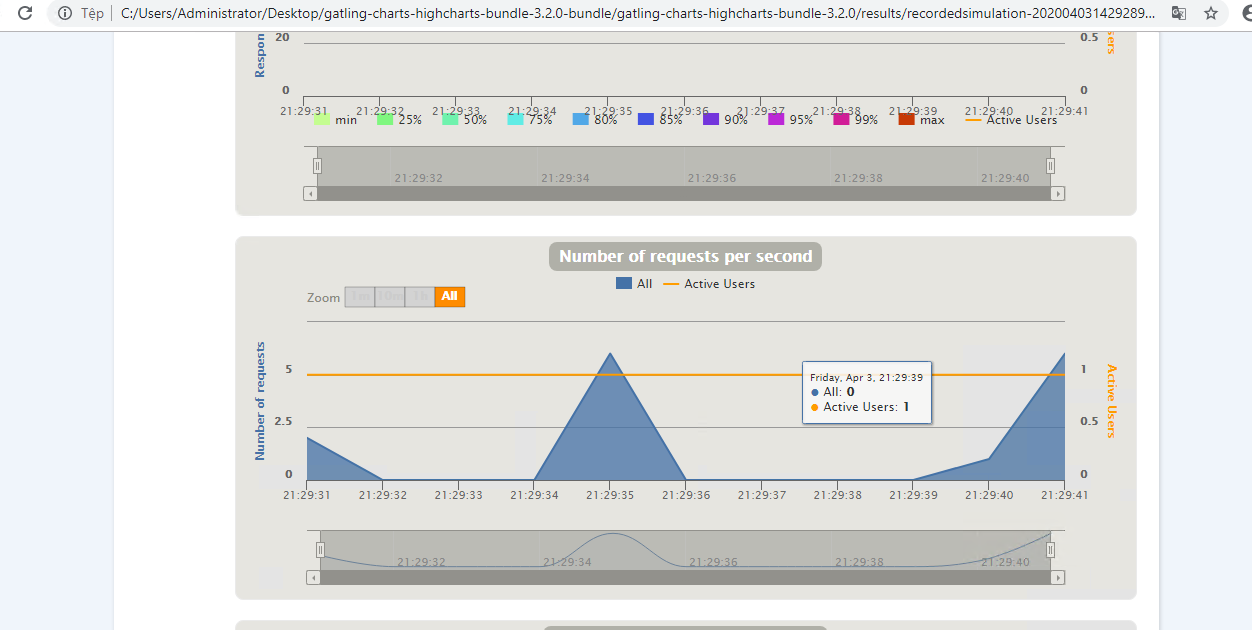 Tệp C:/Users/Administrator/Desktop/gatling-charts-highcharts-bundle-3.2.0-bundle/gatling-charts-highcharts-bundle-3.2.0/results/recordedsimulation-202004031429289...
20
0.5
Respon
sers
0
0
21:29:31 21:29:32 21:29:33 21:29:34 21:29:35 21:29:36 21:29:37 21:29:38 21:29:39 21:29:40 21:29:41
min 25% 50% 75% 80% 85% 90% 95% 99% max Active Users
21:29:32 21:29:34 21:29:36 21:29:38 21:29:40
Number of requests per second
All Active Users
Zoom 1m 10m 1h All
Number of requests
5
2.5
0
Friday, Apr 3, 21:29:39
All: 0
Active Users: 1
1
0.5
0
Active Users
21:29:31 21:29:32 21:29:33 21:29:34 21:29:35 21:29:36 21:29:37 21:29:38 21:29:39 21:29:40 21:29:41
21:29:32 21:29:34 21:29:36 21:29:38 21:29:40